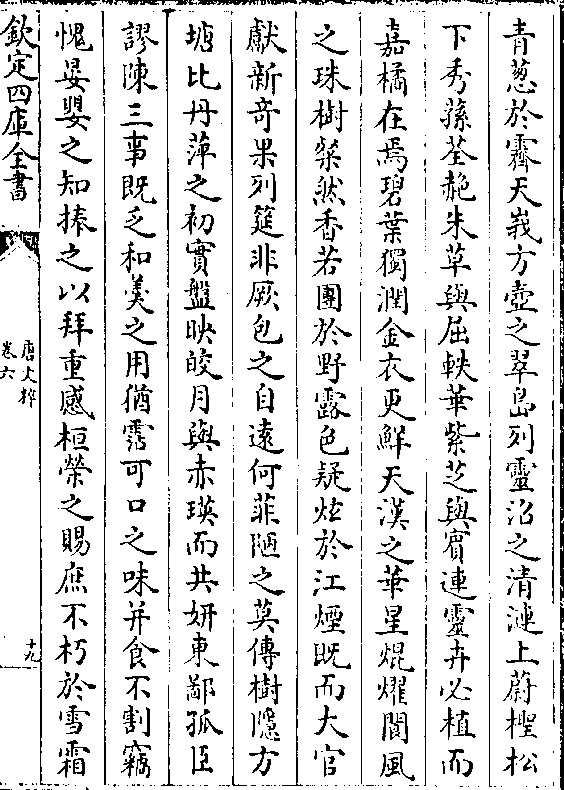 青葱於霽天峩方壺之翠島列靈沼之清漣上蔚檉松
下秀蓀荃赩朱草與屈軼華紫芝與賔連靈卉必植而
嘉橘在焉碧葉獨潤金衣更鮮天漢之華星焜燿閬風
之珠樹粲然香若團於野露色疑炫於江煙既而大官
獻新竒果列筵非厥包之自逺何菲陋之莫傳樹隱方
塘比丹萍之初實盤映皎月與赤瑛而共妍東鄙孤臣
謬陳三事既乏和羮之用猶霑可口之味并食不割竊
愧晏嬰之知捧之以拜重感桓榮之賜庶不朽於雪霜
欽定四庫全書
唐文粹
卷六
十九